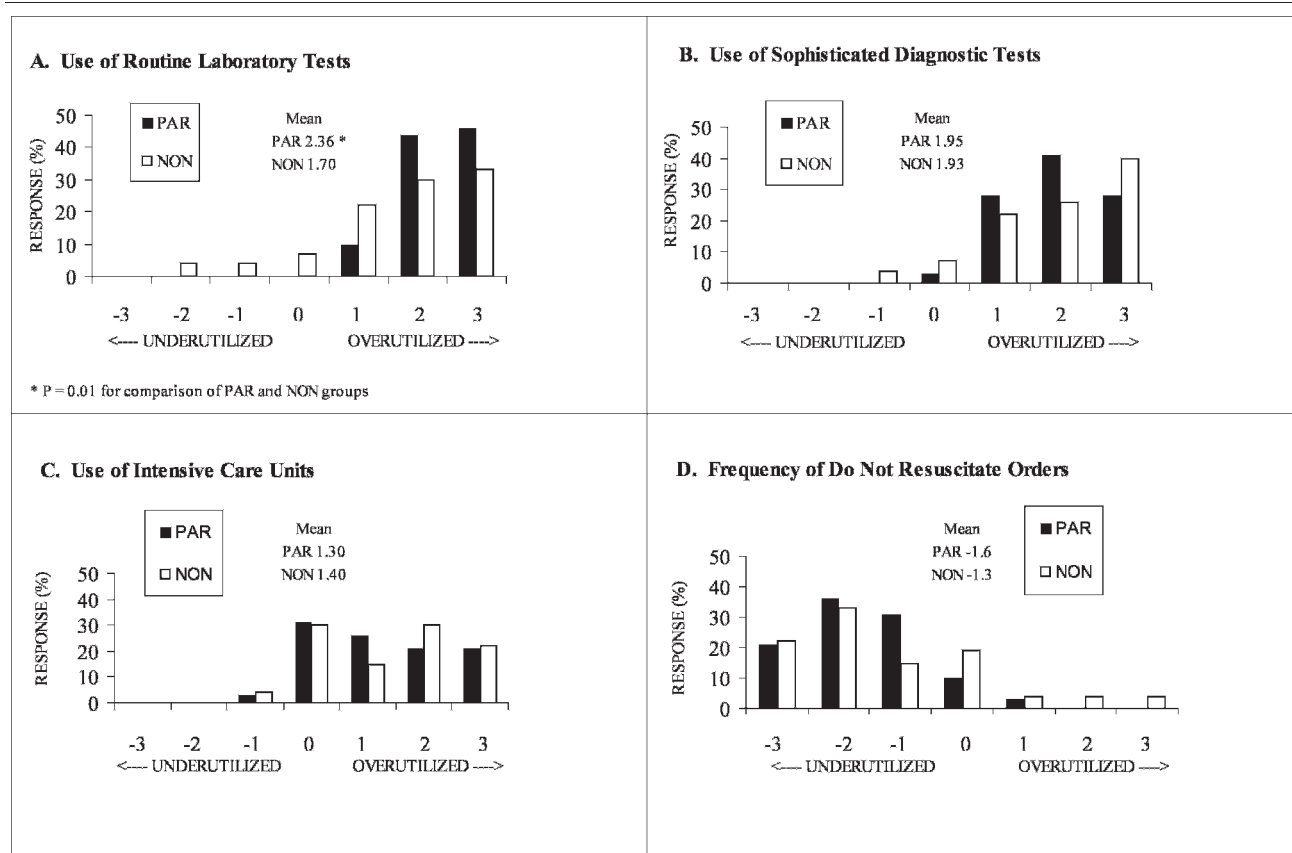 A. Use of Routine Laboratory Tests
PAR
NON
Mean
PAR 2.36 *
NON 1.70
RESPONSE (%)
50
40
30
20
10
0
-3 -2 -1 0 1 2 3
<---- UNDERUTILIZED OVERUTILIZED ---->
* P = 0.01 for comparison of PAR and NON groups
B. Use of Sophisticated Diagnostic Tests
PAR
NON
Mean
PAR 1.95
NON 1.93
RESPONSE (%)
50
40
30
20
10
0
-3 -2 -1 0 1 2 3
<---- UNDERUTILIZED OVERUTILIZED ---->
C. Use of Intensive Care Units
PAR
NON
Mean
PAR 1.30
NON 1.40
RESPONSE (%)
50
40
30
20
10
0
-3 -2 -1 0 1 2 3
<---- UNDERUTILIZED OVERUTILIZED ---->
D. Frequency of Do Not Resuscitate Orders
Mean
PAR -1.6
NON -1.3
PAR
NON
RESPONSE (%)
50
40
30
20
10
0
-3 -2 -1 0 1 2 3
<---- UNDERUTILIZED OVERUTILIZED ---->